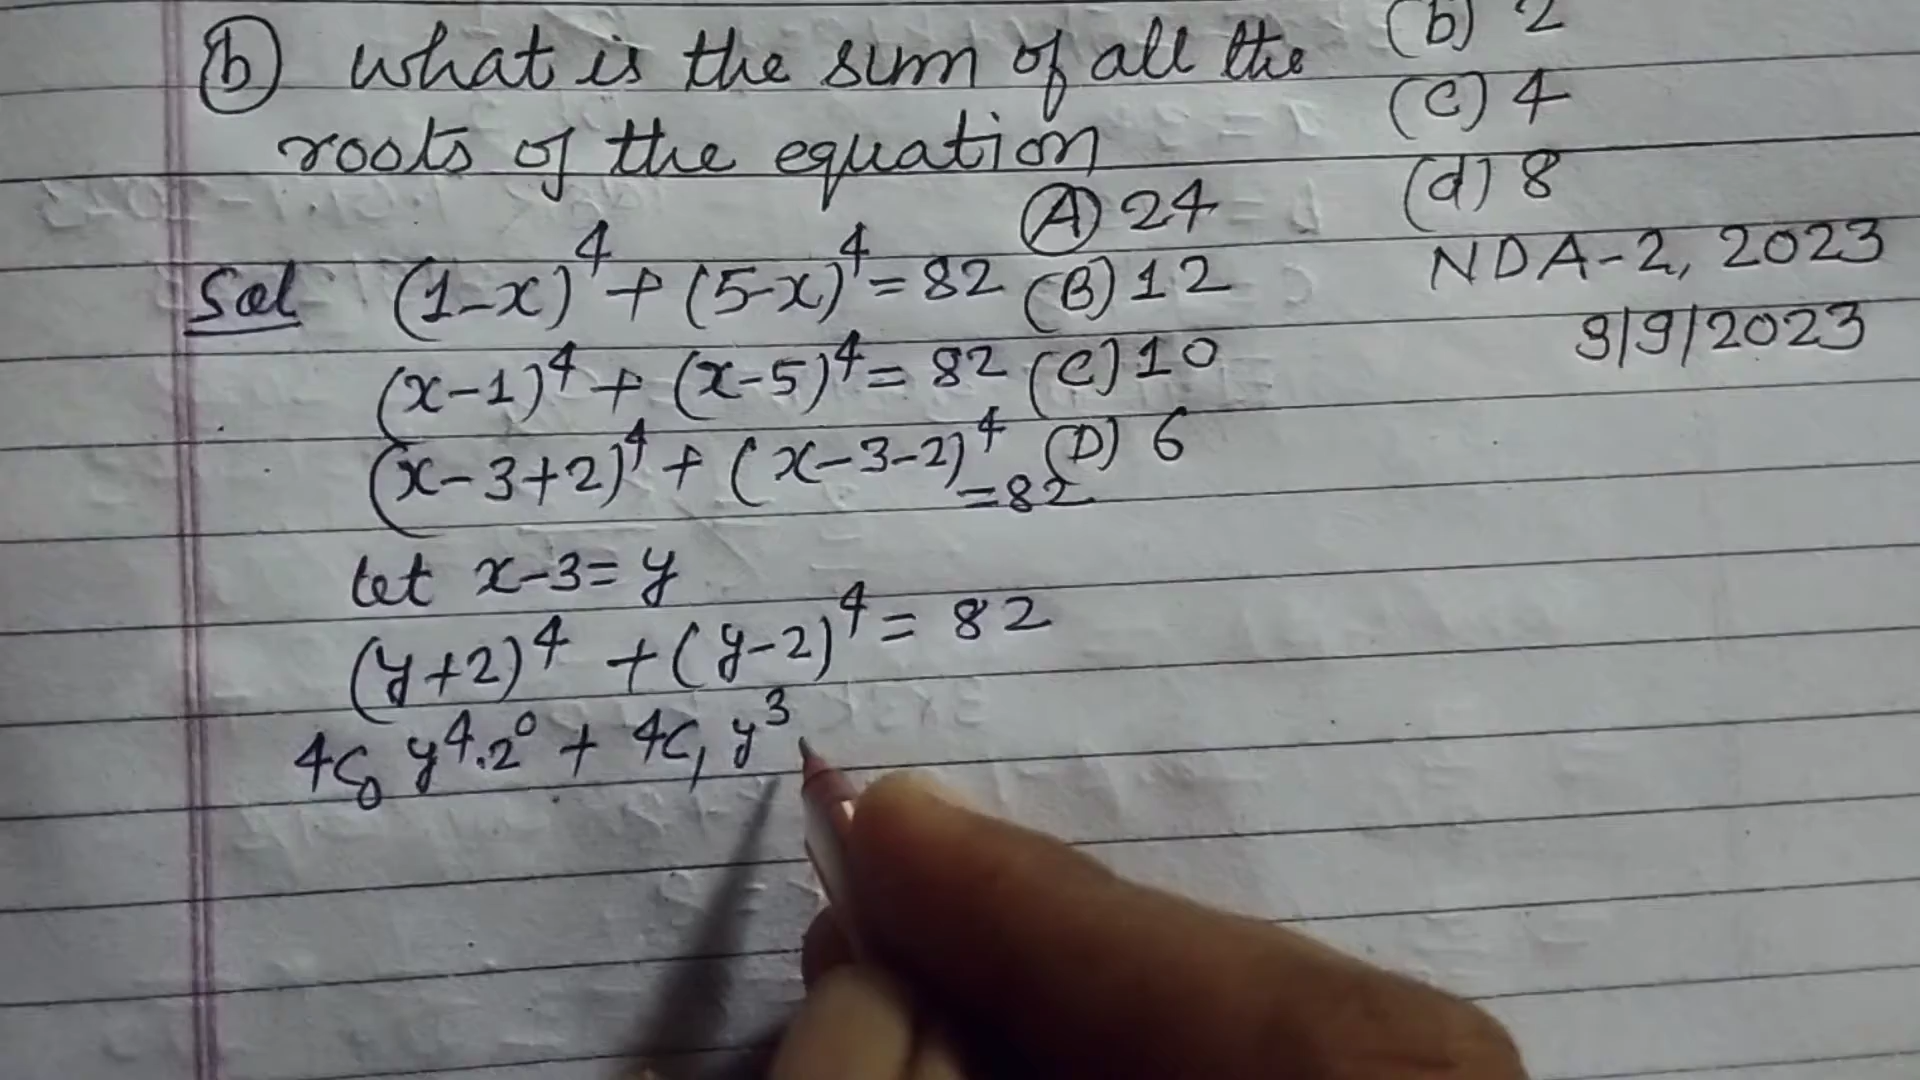 (b) what is the sum of all the
roots of the equation
Sol (1-x)⁴ + (5-x)⁴ = 82
(x-1)⁴ + (x-5)⁴ = 82
(x-3+2)⁴ + (x-3-2)⁴ = 82
let x-3=y
(y+2)⁴ + (y-2)⁴ = 82
4C₀ y⁴.2⁰ + 4C₁ y³
(A) 24
(B) 12
(C) 10
(D) 6
(b) 2
(C) 4
(d) 8
NDA-2, 2023
3/9/2023